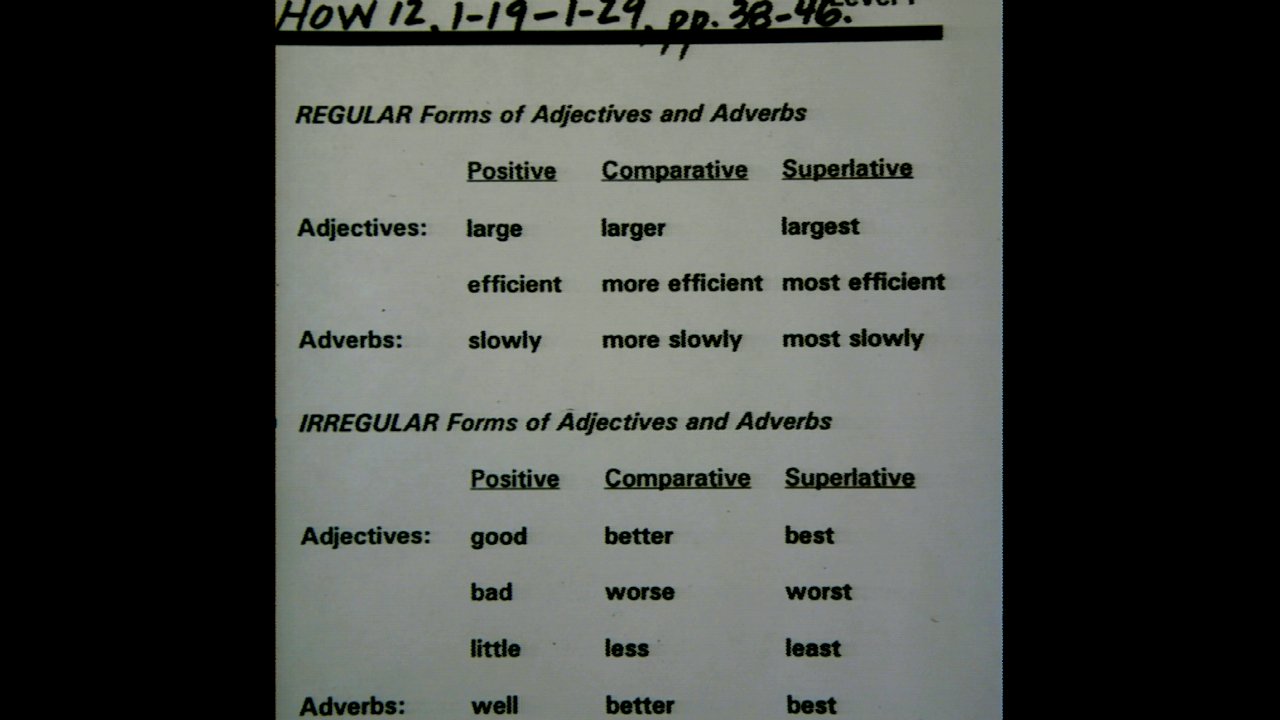 HOW 12, 1-19-1-29, pp. 38-46.
REGULAR Forms of Adjectives and Adverbs
Positive Comparative Superlative
Adjectives: large larger largest
efficient more efficient most efficient
Adverbs: slowly more slowly most slowly
IRREGULAR Forms of Adjectives and Adverbs
Positive Comparative Superlative
Adjectives: good better best
bad worse worst
little less least
Adverbs: well better best